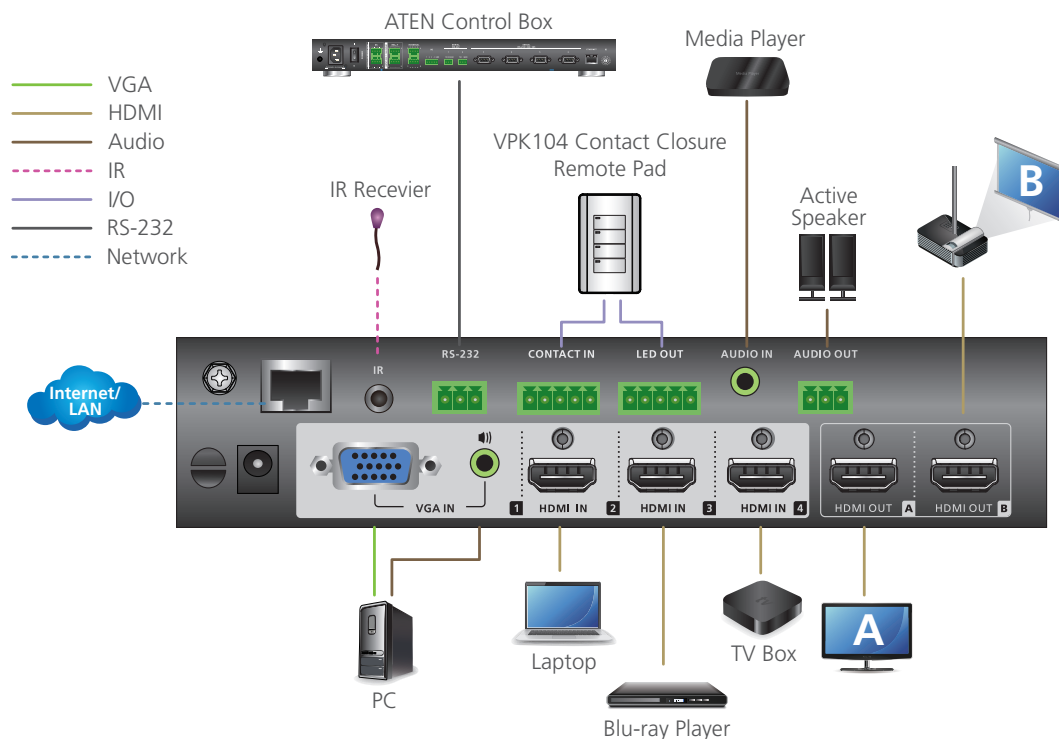 ATEN Control Box
Media Player
VGA
HDMI
Audio
IR
I/O
RS-232
Network
VPK104 Contact Closure
Remote Pad
IR Recevier
Active
Speaker
B
RS-232
CONTACT IN
LED OUT
AUDIO IN
AUDIO OUT
IR
Internet/
LAN
VGA IN
1
HDMI IN
2
HDMI IN
3
HDMI IN
4
HDMI OUT
A
HDMI OUT
B
PC
Laptop
Blu-ray Player
TV Box
A